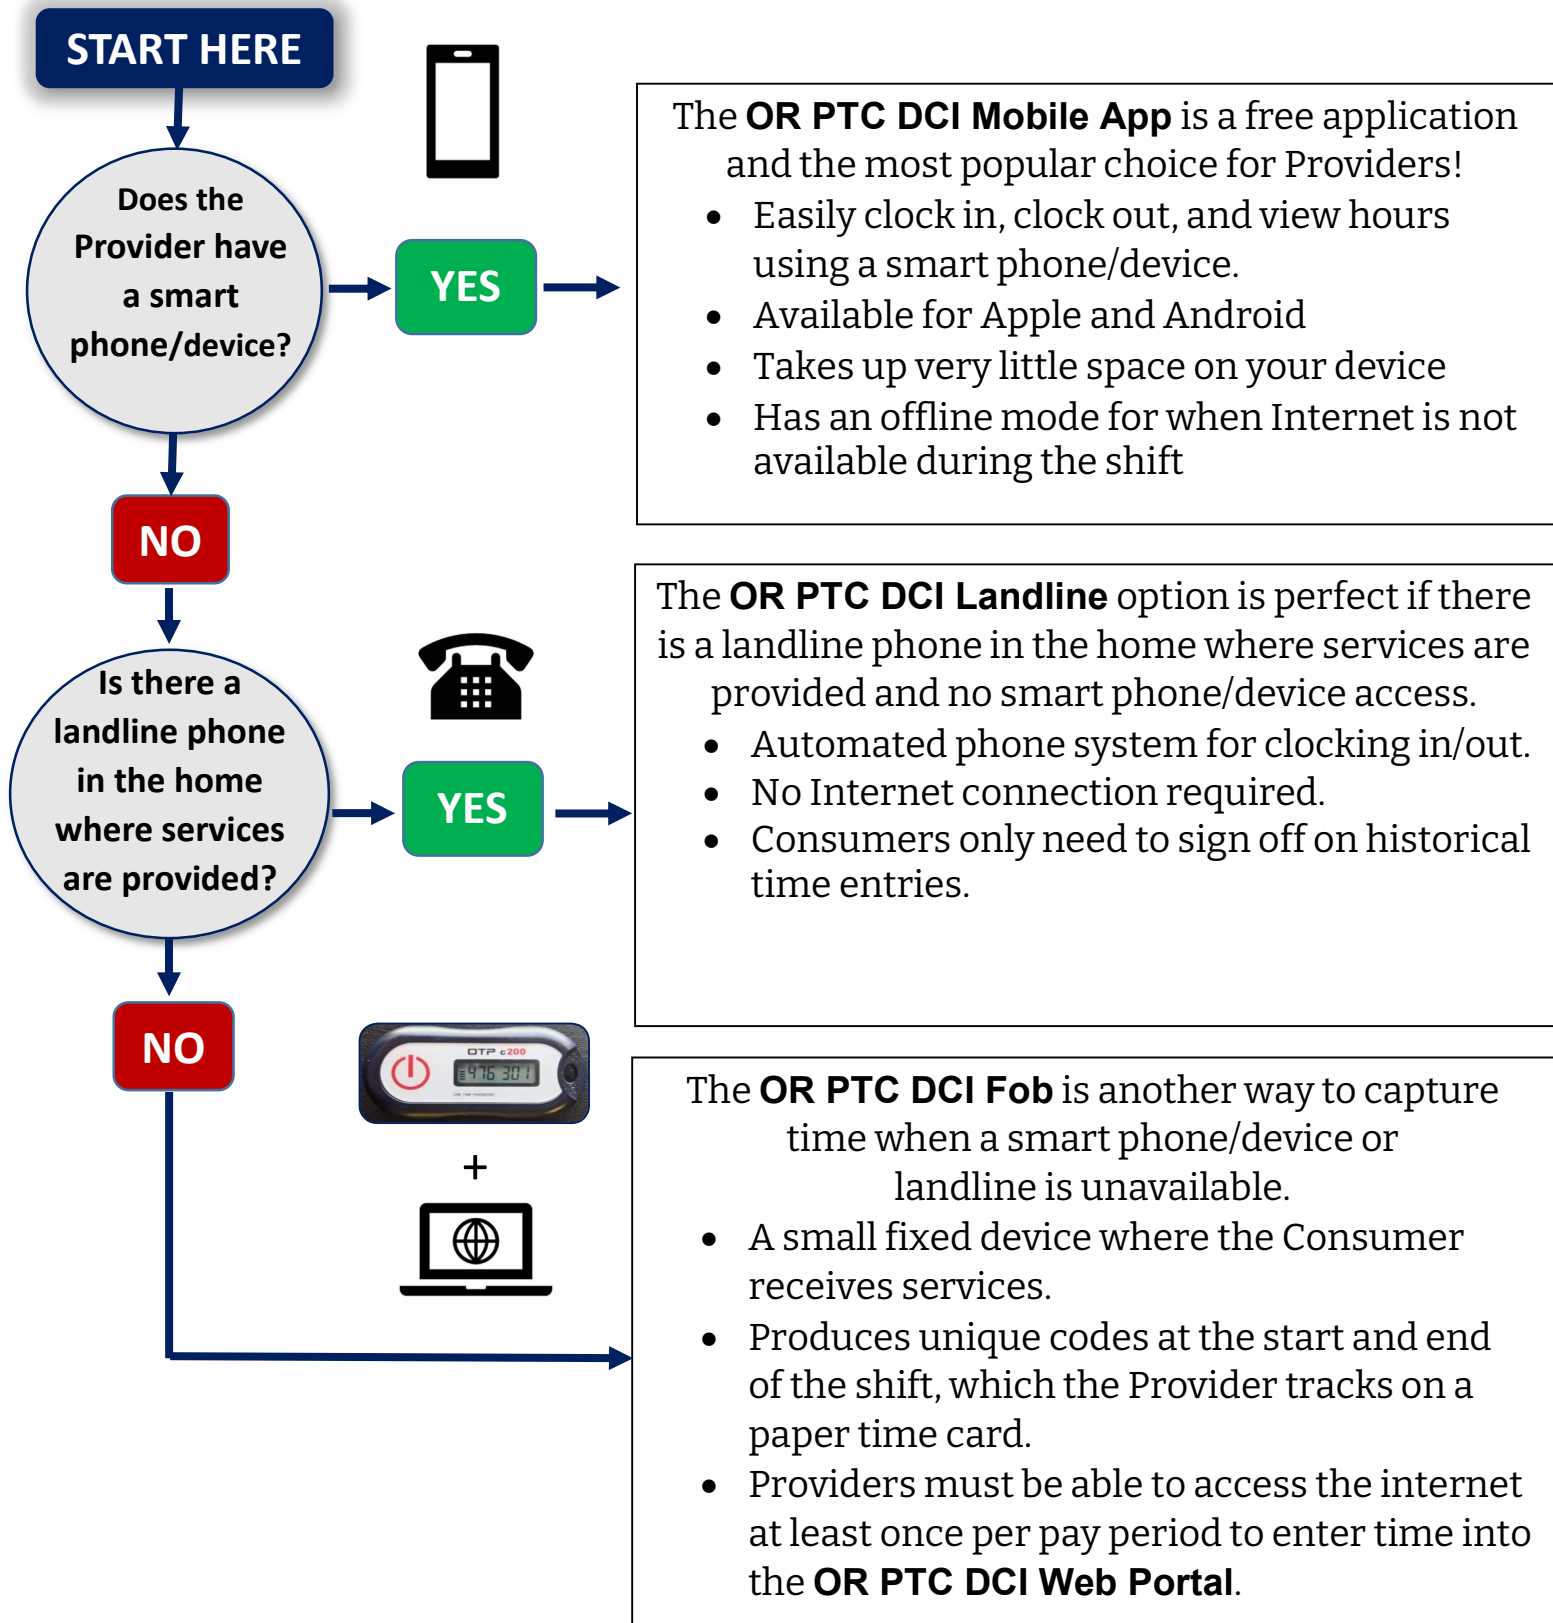 START HERE
Does the
Provider have
a smart
phone/device?
YES
The OR PTC DCI Mobile App is a free application
and the most popular choice for Providers!
• Easily clock in, clock out, and view hours
using a smart phone/device.
• Available for Apple and Android
• Takes up very little space on your device
• Has an offline mode for when Internet is not
available during the shift
NO
Is there a
landline phone
in the home
where services
are provided?
YES
The OR PTC DCI Landline option is perfect if there
is a landline phone in the home where services are
provided and no smart phone/device access.
• Automated phone system for clocking in/out.
• No Internet connection required.
• Consumers only need to sign off on historical
time entries.
NO
OTP c200
476 301
ONE TIME PASSWORD
+
The OR PTC DCI Fob is another way to capture
time when a smart phone/device or
landline is unavailable.
• A small fixed device where the Consumer
receives services.
• Produces unique codes at the start and end
of the shift, which the Provider tracks on a
paper time card.
• Providers must be able to access the internet
at least once per pay period to enter time into
the OR PTC DCI Web Portal.